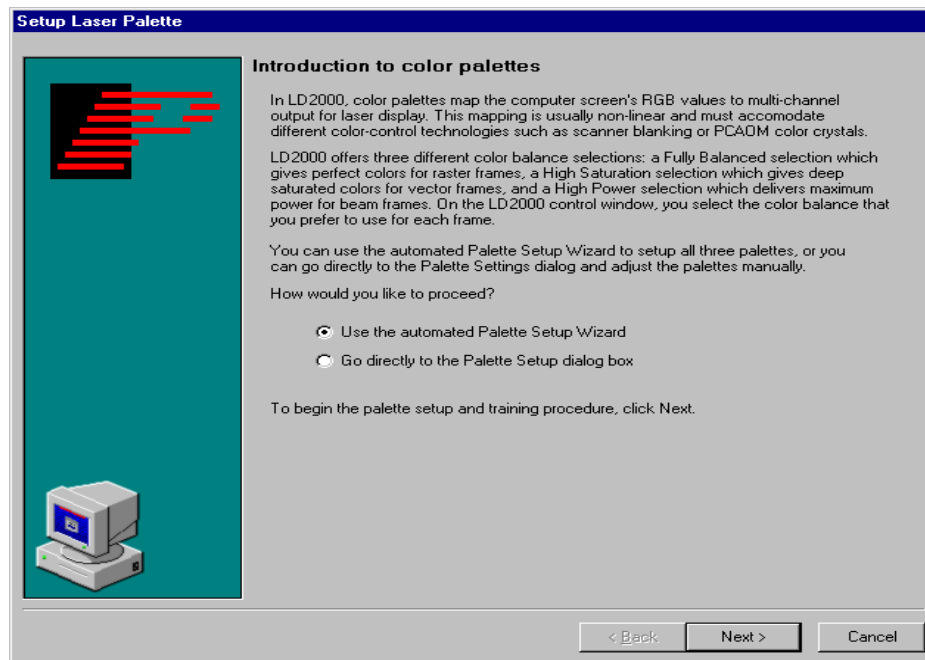 Setup Laser Palette
Introduction to color palettes
In LD2000, color palettes map the computer screen's RGB values to multi-channel
output for laser display. This mapping is usually non-linear and must accomodate
different color-control technologies such as scanner blanking or PCAOM color crystals.
LD2000 offers three different color balance selections: a Fully Balanced selection which
gives perfect colors for raster frames, a High Saturation selection which gives deep
saturated colors for vector frames, and a High Power selection which delivers maximum
power for beam frames. On the LD2000 control window, you select the color balance that
you prefer to use for each frame.
You can use the automated Palette Setup Wizard to setup all three palettes, or you
can go directly to the Palette Settings dialog and adjust the palettes manually.
How would you like to proceed?
Use the automated Palette Setup Wizard
Go directly to the Palette Setup dialog box
To begin the palette setup and training procedure, click Next.
< Back
Next >
Cancel